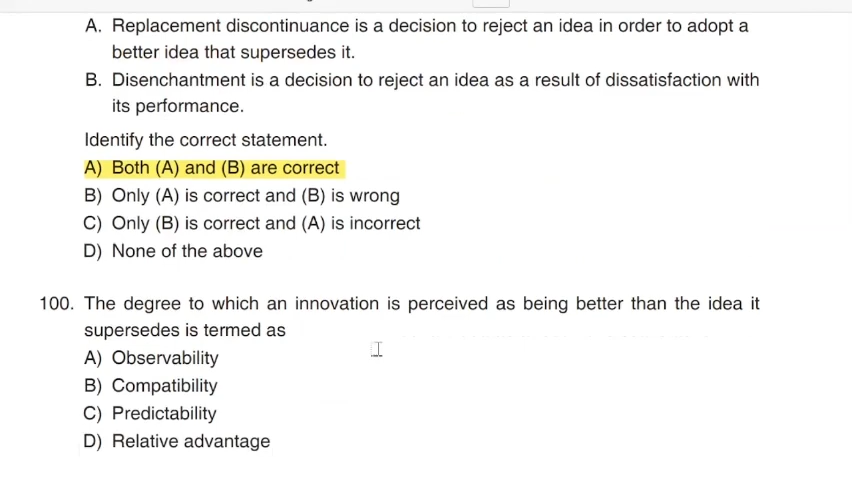 A. Replacement discontinuance is a decision to reject an idea in order to adopt a
better idea that supersedes it.
B. Disenchantment is a decision to reject an idea as a result of dissatisfaction with
its performance.
Identify the correct statement.
A) Both (A) and (B) are correct
B) Only (A) is correct and (B) is wrong
C) Only (B) is correct and (A) is incorrect
D) None of the above
100. The degree to which an innovation is perceived as being better than the idea it
supersedes is termed as
A) Observability
B) Compatibility
C) Predictability
D) Relative advantage